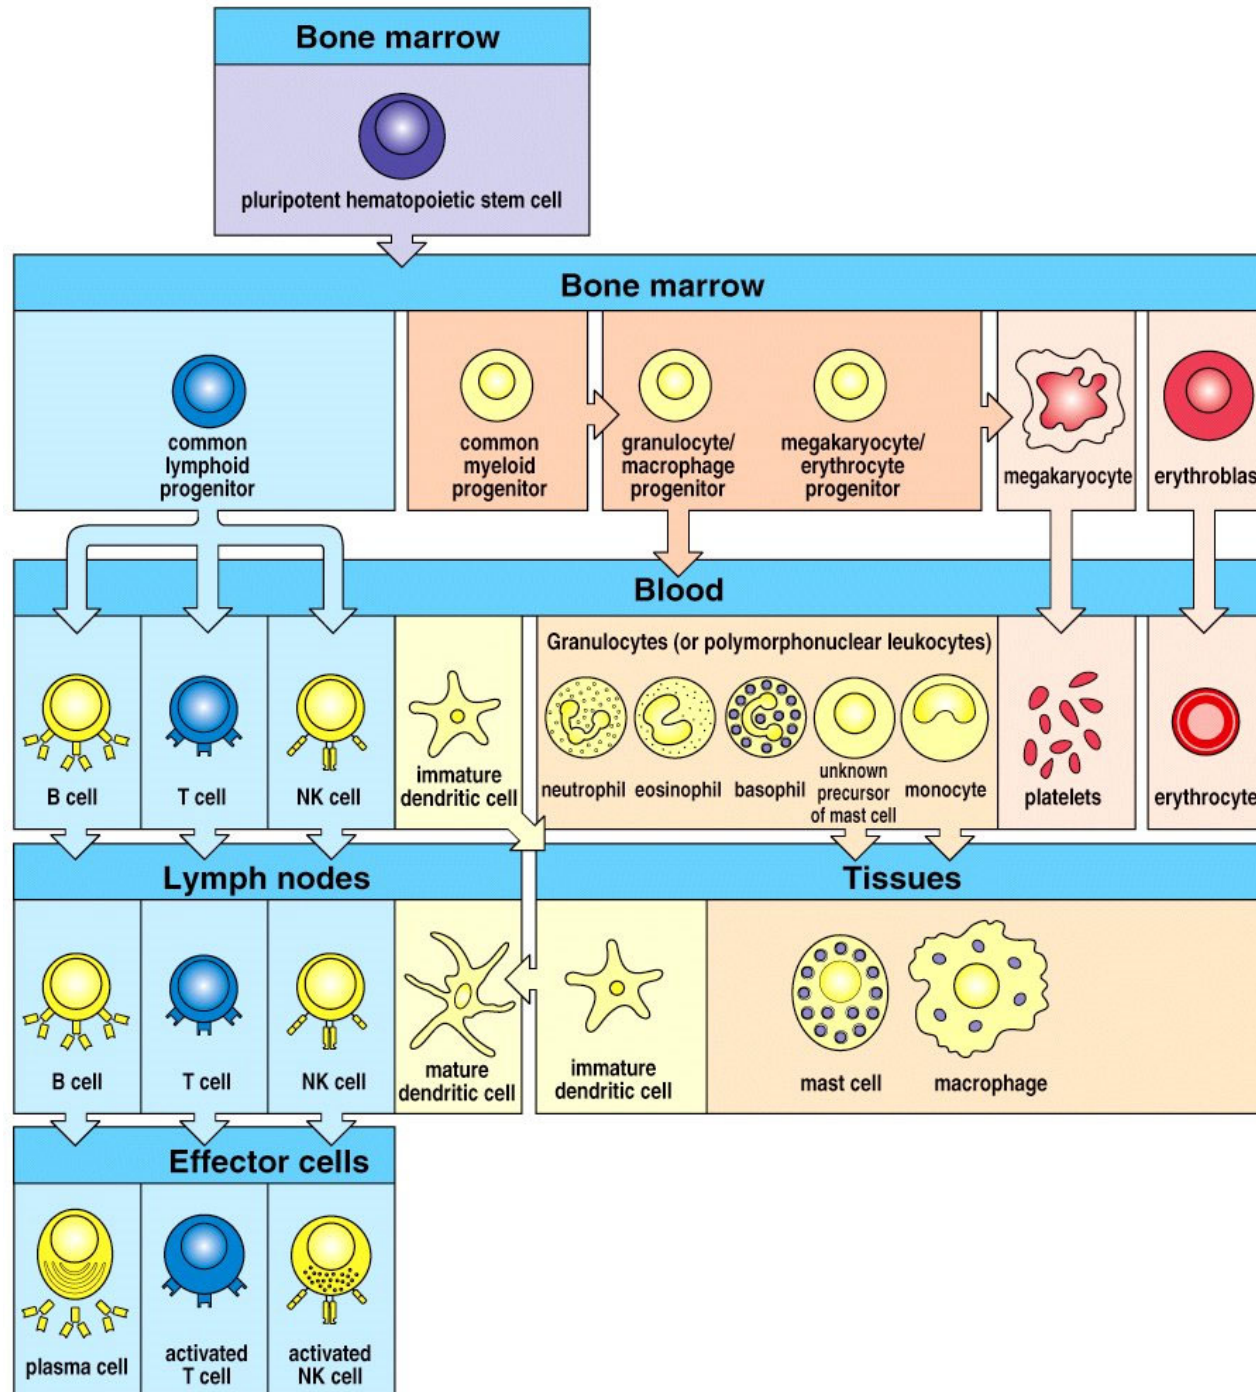 Bone marrow
pluripotent hematopoietic stem cell
Bone marrow
common
lymphoid
progenitor
common
myeloid
progenitor
granulocyte/
macrophage
progenitor
megakaryocyte/
erythrocyte
progenitor
megakaryocyte
erythroblas
Blood
B cell
T cell
NK cell
immature
dendritic cell
Granulocytes (or polymorphonuclear leukocytes)
neutrophil
eosinophil
basophil
unknown
precursor
of mast cell
monocyte
platelets
erythrocyte
Lymph nodes
B cell
T cell
NK cell
mature
dendritic cell
Tissues
immature
dendritic cell
mast cell
macrophage
Effector cells
plasma cell
activated
T cell
activated
NK cell